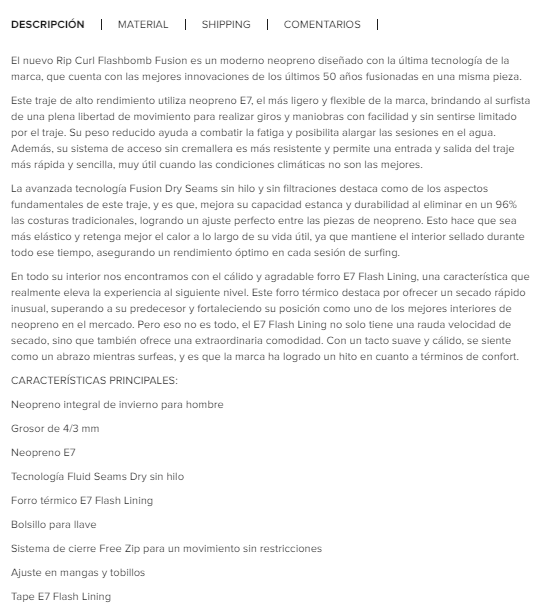 DESCRIPCIÓN | MATERIAL | SHIPPING | COMENTARIOS |
El nuevo Rip Curl Flashbomb Fusion es un moderno neopreno diseñado con la última tecnología de la
marca, que cuenta con las mejores innovaciones de los últimos 50 años fusionadas en una misma pieza.
Este traje de alto rendimiento utiliza neopreno E7, el más ligero y flexible de la marca, brindando al surfista
de una plena libertad de movimiento para realizar giros y maniobras con facilidad y sin sentirse limitado
por el traje. Su peso reducido ayuda a combatir la fatiga y posibilita alargar las sesiones en el agua.
Además, su sistema de acceso sin cremallera es más resistente y permite una entrada y salida del traje
más rápida y sencilla, muy útil cuando las condiciones climáticas no son las mejores.
La avanzada tecnología Fusion Dry Seams sin hilo y sin filtraciones destaca como de los aspectos
fundamentales de este traje, y es que, mejora su capacidad estanca y durabilidad al eliminar en un 96%
las costuras tradicionales, logrando un ajuste perfecto entre las piezas de neopreno. Esto hace que sea
más elástico y retenga mejor el calor a lo largo de su vida útil, ya que mantiene el interior sellado durante
todo ese tiempo, asegurando un rendimiento óptimo en cada sesión de surfing.
En todo su interior nos encontramos con el cálido y agradable forro E7 Flash Lining, una característica que
realmente eleva la experiencia al siguiente nivel. Este forro térmico destaca por ofrecer un secado rápido
inusual, superando a su predecesor y fortaleciendo su posición como uno de los mejores interiores de
neopreno en el mercado. Pero eso no es todo, el E7 Flash Lining no solo tiene una rauda velocidad de
secado, sino que también ofrece una extraordinaria comodidad. Con un tacto suave y cálido, se siente
como un abrazo mientras surfeas, y es que la marca ha logrado un hito en cuanto a términos de confort.
CARACTERÍSTICAS PRINCIPALES:
Neopreno integral de invierno para hombre
Grosor de 4/3 mm
Neopreno E7
Tecnología Fluid Seams Dry sin hilo
Forro térmico E7 Flash Lining
Bolsillo para llave
Sistema de cierre Free Zip para un movimiento sin restricciones
Ajuste en mangas y tobillos
Tape E7 Flash Lining